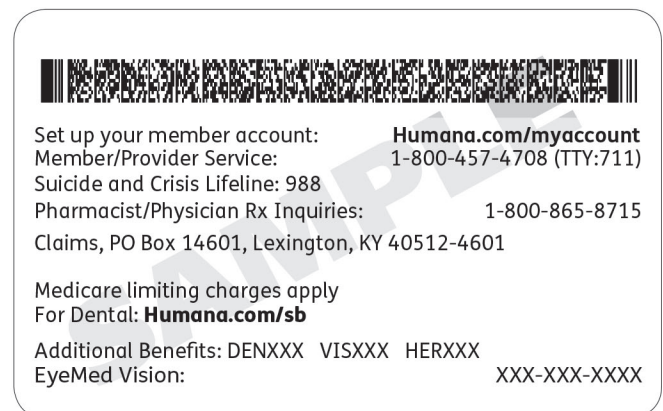 Set up your member account: Humana.com/myaccount
Member/Provider Service: 1-800-457-4708 (TTY:711)
Suicide and Crisis Lifeline: 988
Pharmacist/Physician Rx Inquiries: 1-800-865-8715
Claims, PO Box 14601, Lexington, KY 40512-4601
Medicare limiting charges apply
For Dental: Humana.com/sb
Additional Benefits: DENXXX VISXXX HERXXX
EyeMed Vision: XXX-XXX-XXXX
SAMPLE